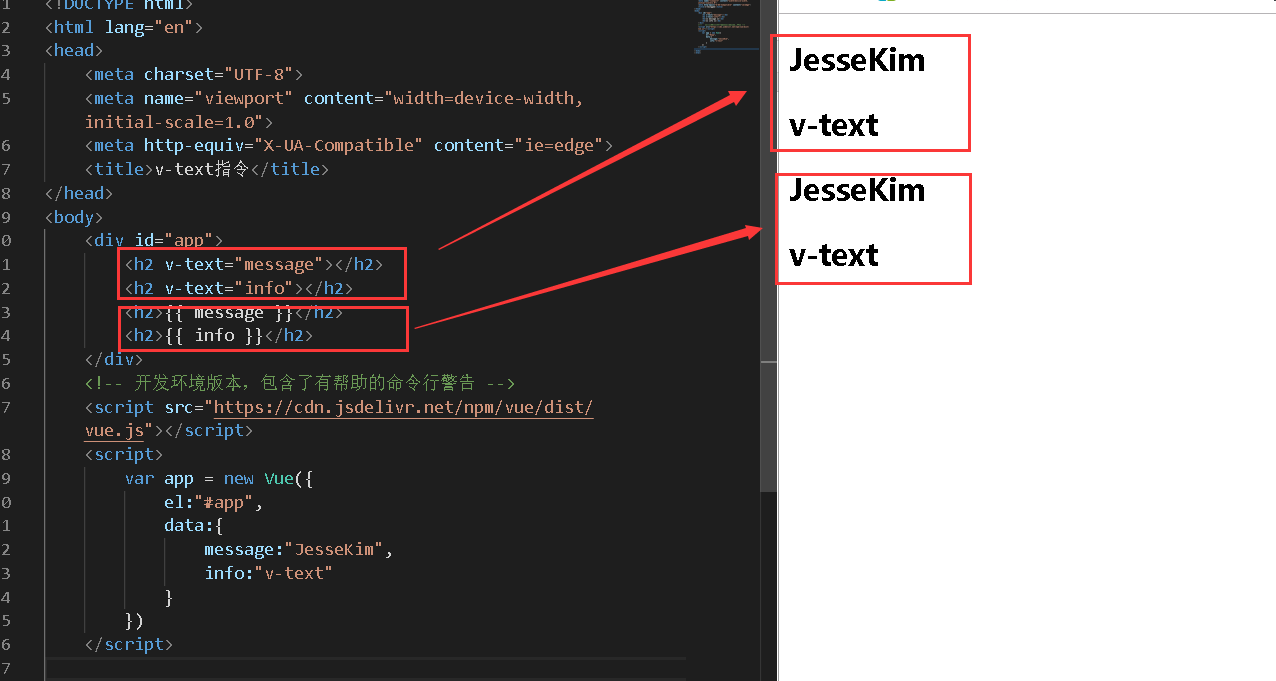 1 <!DOCTYPE html>
2 <html lang="en">
3 <head>
4 <meta charset="UTF-8">
5 <meta name="viewport" content="width=device-width,
initial-scale=1.0">
6 <meta http-equiv="X-UA-Compatible" content="ie=edge">
7 <title>v-text指令</title>
8 </head>
9 <body>
0 <div id="app">
1 <h2 v-text="message"></h2>
2 <h2 v-text="info"></h2>
3 <h2>{{ message }}</h2>
4 <h2>{{ info }}</h2>
5 </div>
6 <!-- 开发环境版本，包含了有帮助的命令行警告 -->
7 <script src="https://cdn.jsdelivr.net/npm/vue/dist/
vue.js"></script>
8 <script>
9 var app = new Vue({
0 el:"#app",
1 data:{
2 message:"JesseKim",
3 info:"v-text"
4 }
5 })
6 </script>
7
JesseKim
v-text
JesseKim
v-text